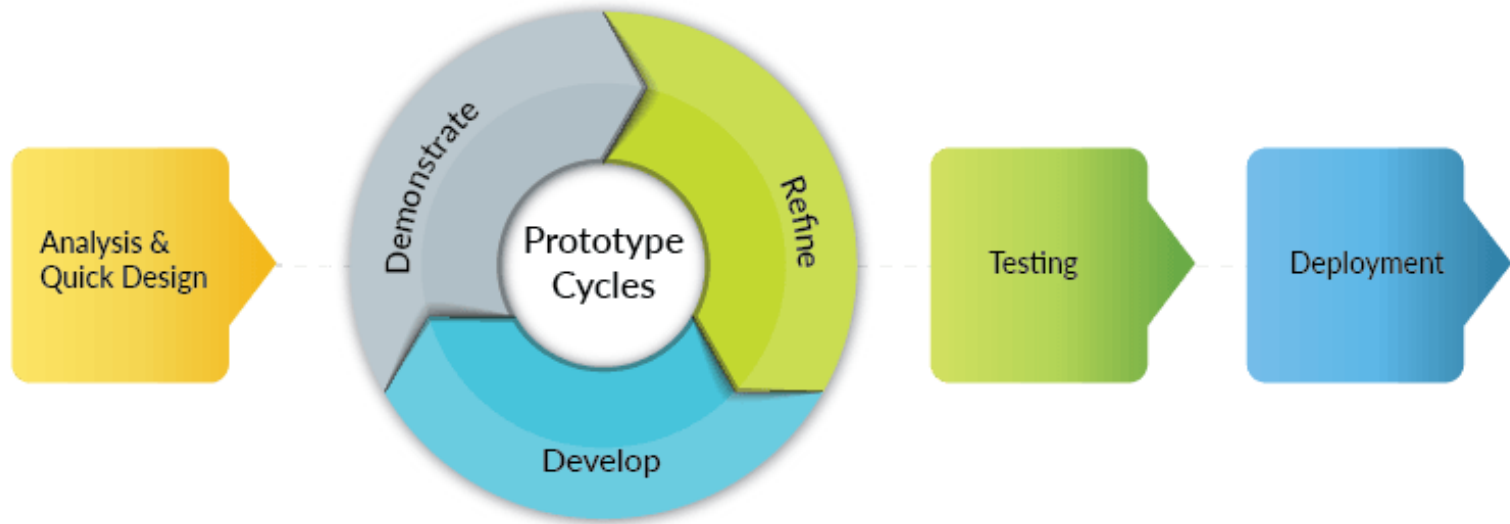 Analysis &
Quick Design
Demonstrate
Refine
Develop
Prototype
Cycles
Testing
Deployment